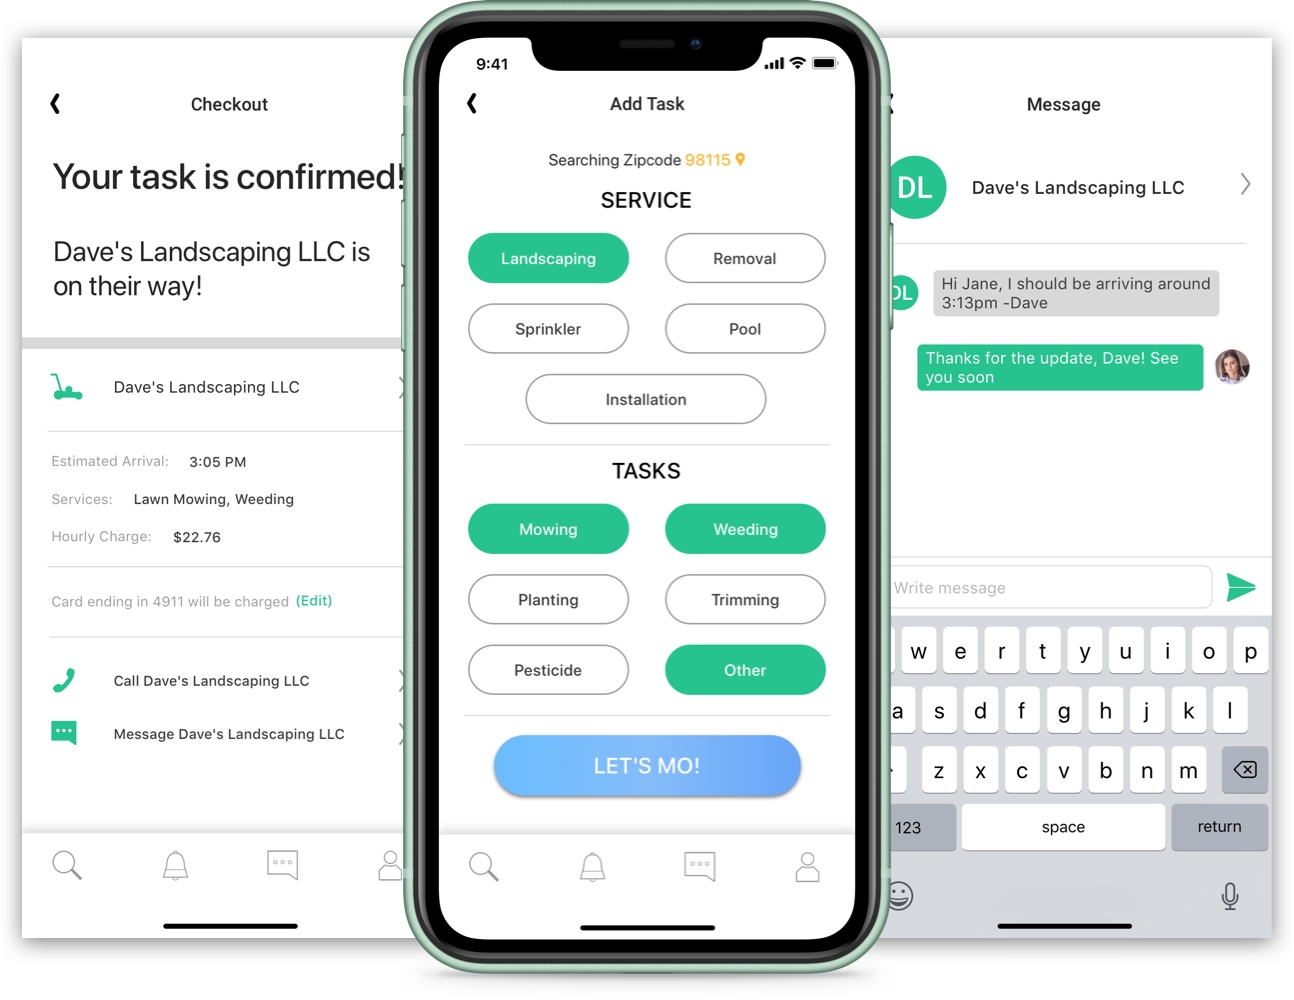 Checkout
Your task is confirmed!
Dave's Landscaping LLC is
on their way!
Dave's Landscaping LLC
Estimated Arrival: 3:05 PM
Services: Lawn Mowing, Weeding
Hourly Charge: $22.76
Card ending in 4911 will be charged (Edit)
Call Dave's Landscaping LLC
Message Dave's Landscaping LLC
9:41
Add Task
Searching Zipcode 98115
SERVICE
Landscaping Removal
Sprinkler Pool
Installation
TASKS
Mowing Weeding
Planting Trimming
Pesticide Other
LET'S MO!
Message
DL Dave's Landscaping LLC
DL
Hi Jane, I should be arriving around
3:13pm -Dave
Thanks for the update, Dave! See
you soon
Write message
w e r t y u i o p
a s d f g h j k l
z x c v b n m
123 space return